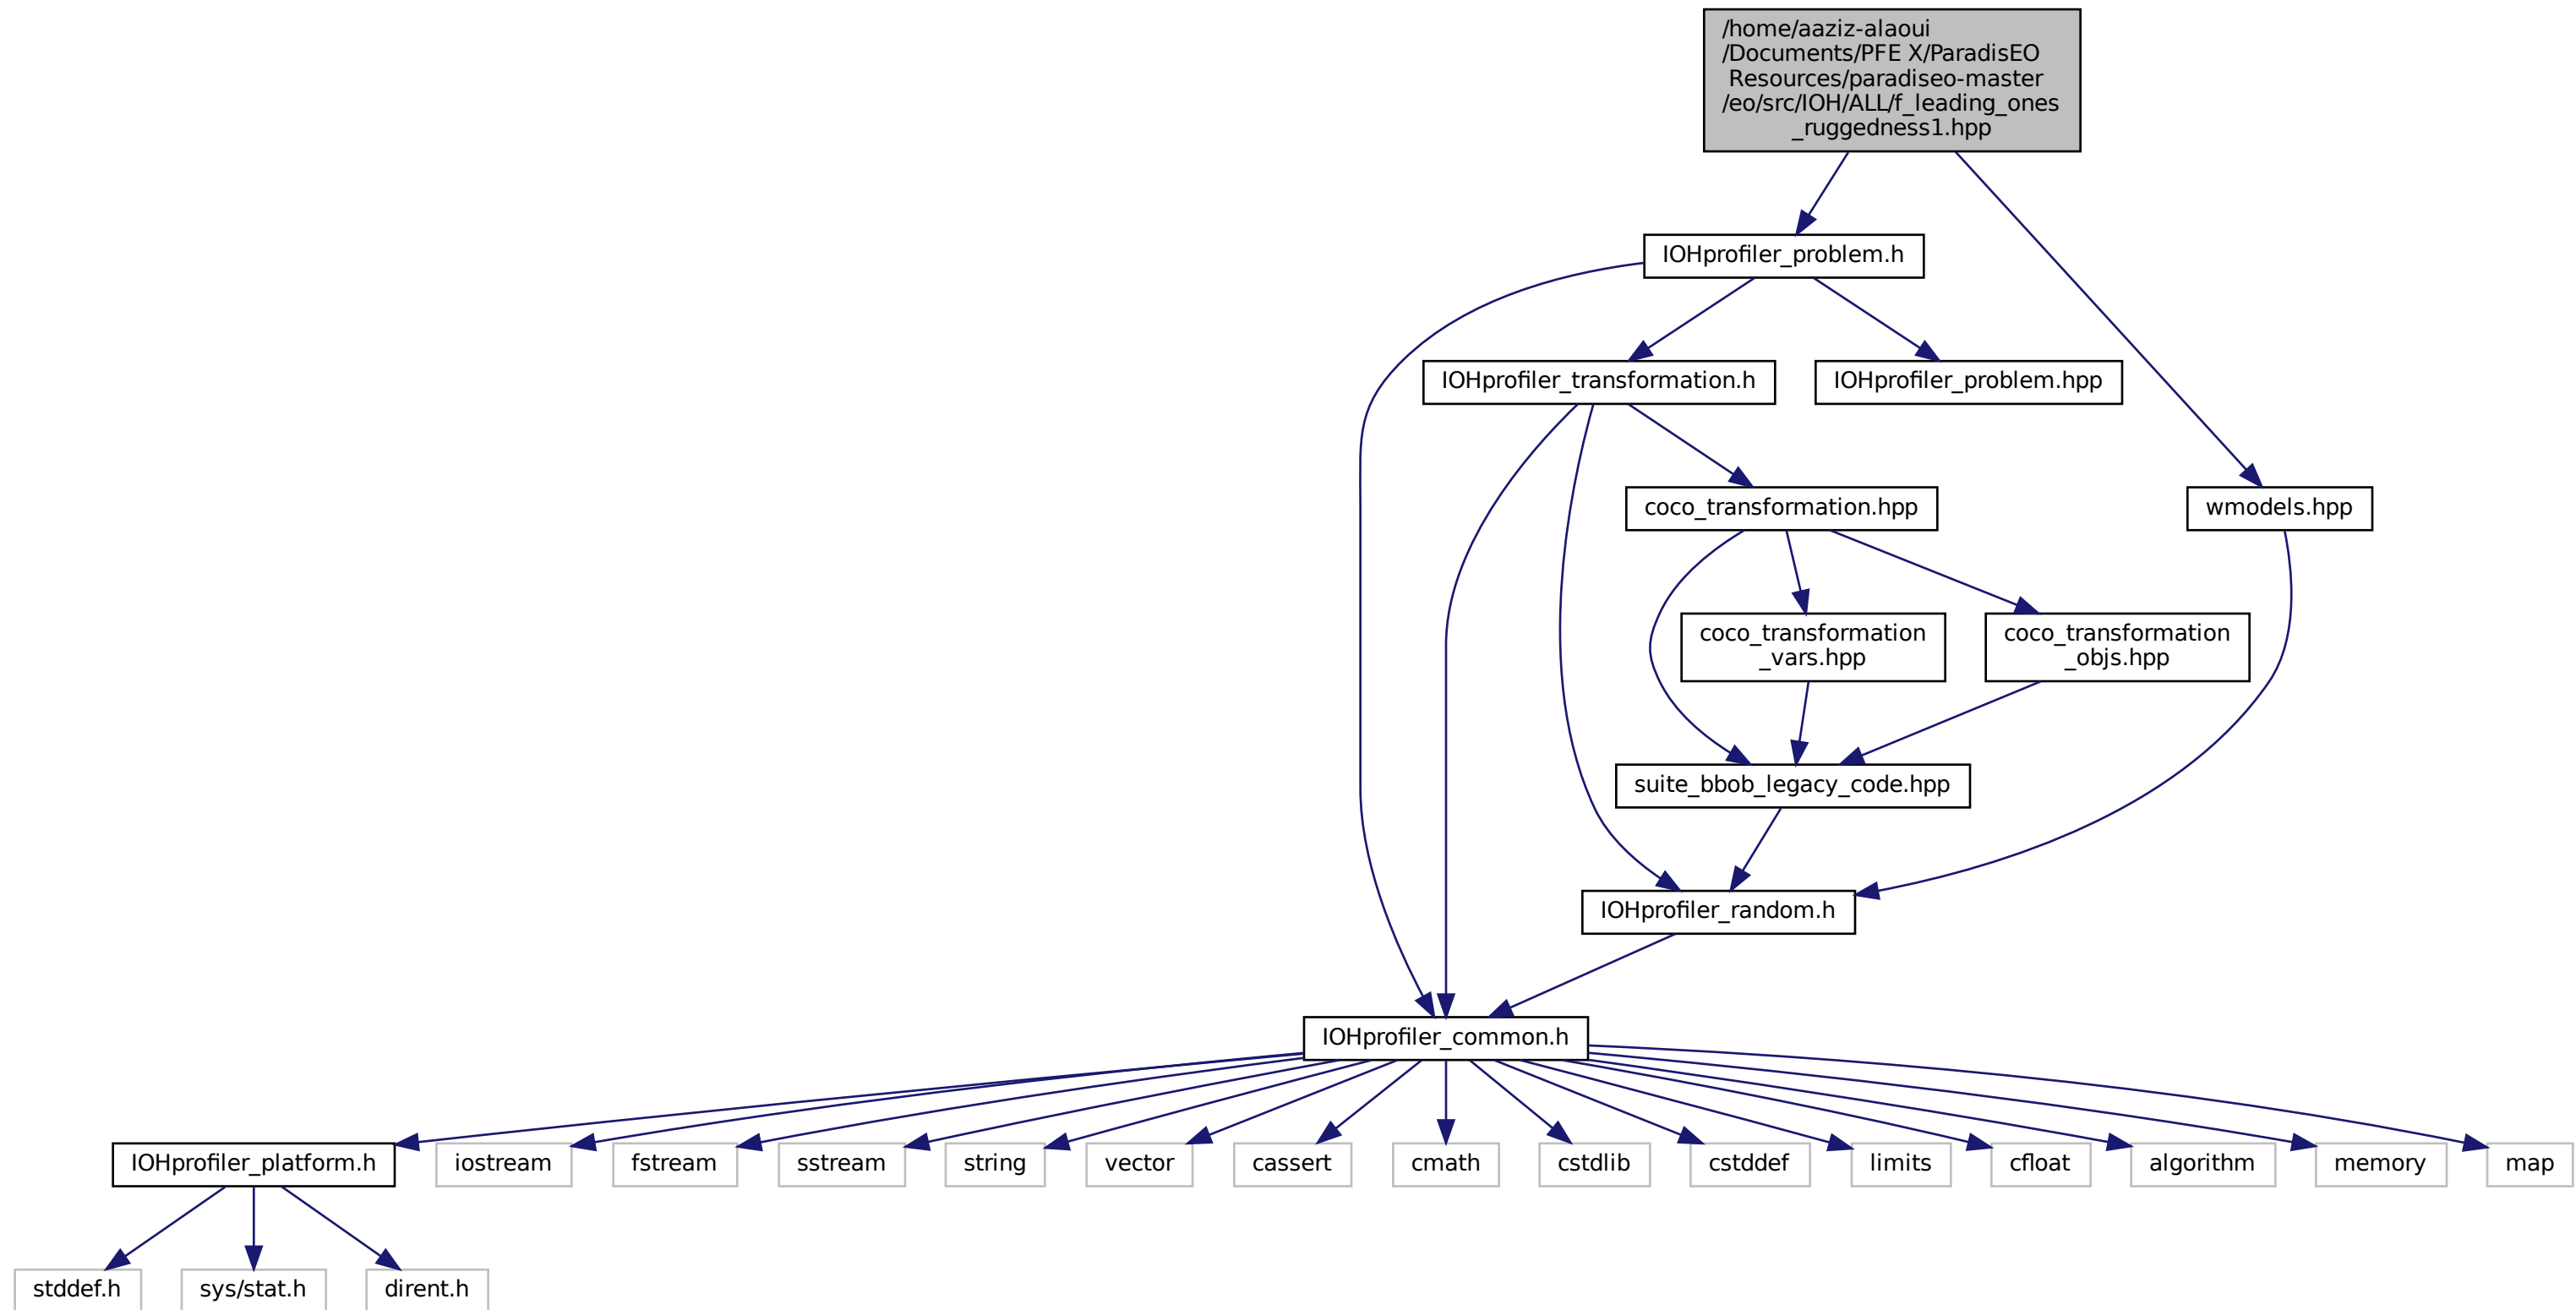 /home/aaziz-alaoui
/Documents/PFE X/ParadisEO
Resources/paradiseo-master
/eo/src/IOH/ALL/f_leading_ones
_ruggedness1.hpp
IOHprofiler_problem.h
IOHprofiler_transformation.h
IOHprofiler_problem.hpp
coco_transformation.hpp
wmodels.hpp
coco_transformation
_vars.hpp
coco_transformation
_objs.hpp
suite_bbob_legacy_code.hpp
IOHprofiler_random.h
IOHprofiler_common.h
IOHprofiler_platform.h
iostream
fstream
sstream
string
vector
cassert
cmath
cstdlib
cstddef
limits
cfloat
algorithm
memory
map
stddef.h
sys/stat.h
dirent.h